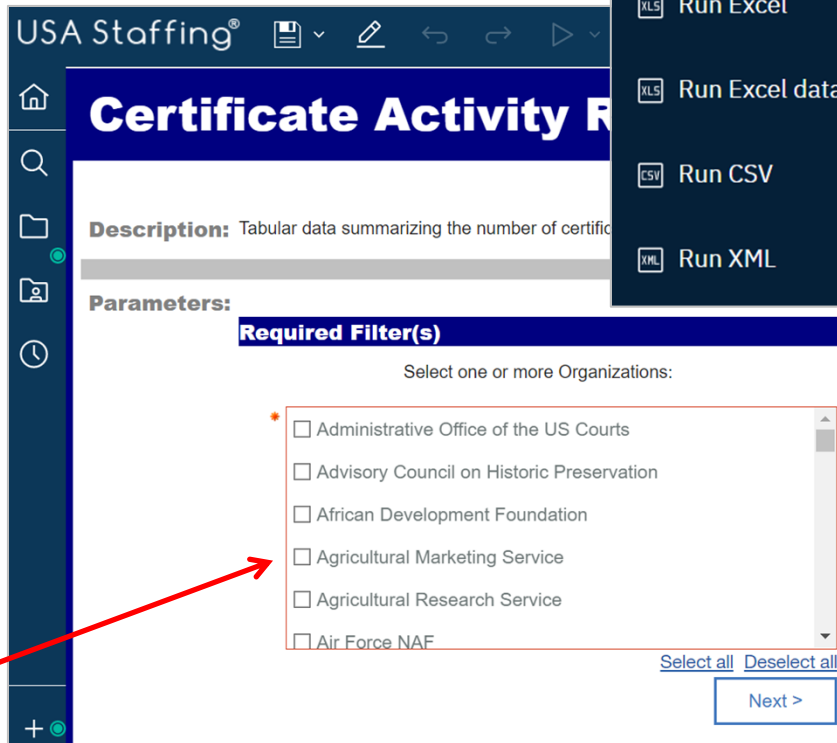 USA Staffing®
Run Excel
Run Excel data
Run CSV
Run XML
Certificate Activity R
Description: Tabular data summarizing the number of certific
Parameters:
Required Filter(s)
Select one or more Organizations:
Administrative Office of the US Courts
Advisory Council on Historic Preservation
African Development Foundation
Agricultural Marketing Service
Agricultural Research Service
Air Force NAF
Select all Deselect all
Next >